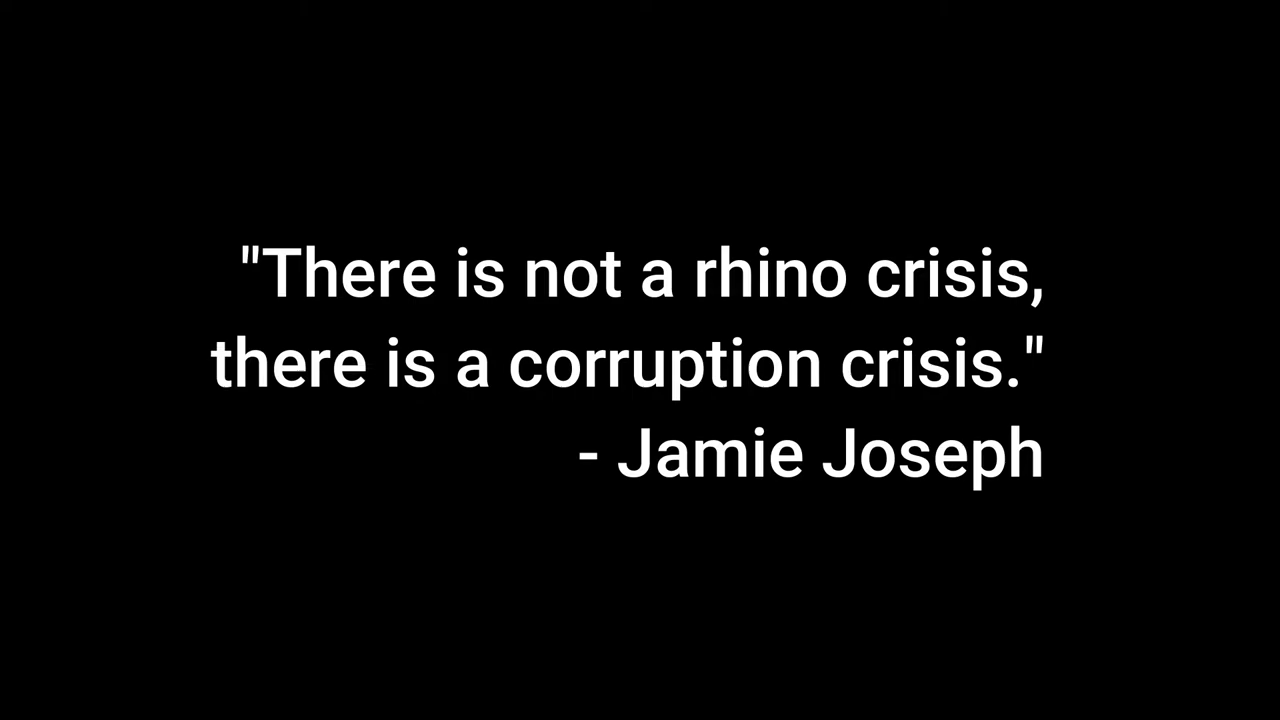 "There is not a rhino crisis,
there is a corruption crisis."
- Jamie Joseph